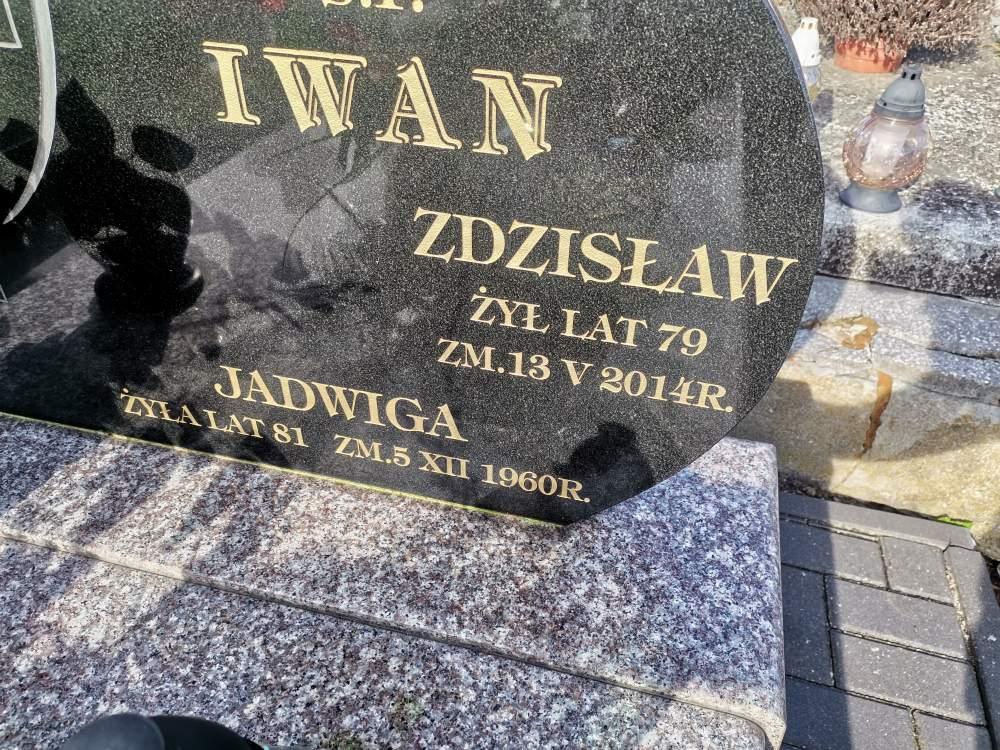 Ś.P.
IWAN
ZDZISŁAW
ŻYŁ LAT 79
ZM.13 V 2014R.
JADWIGA
ŻYŁA LAT 81 ZM.5 XII 1960R.